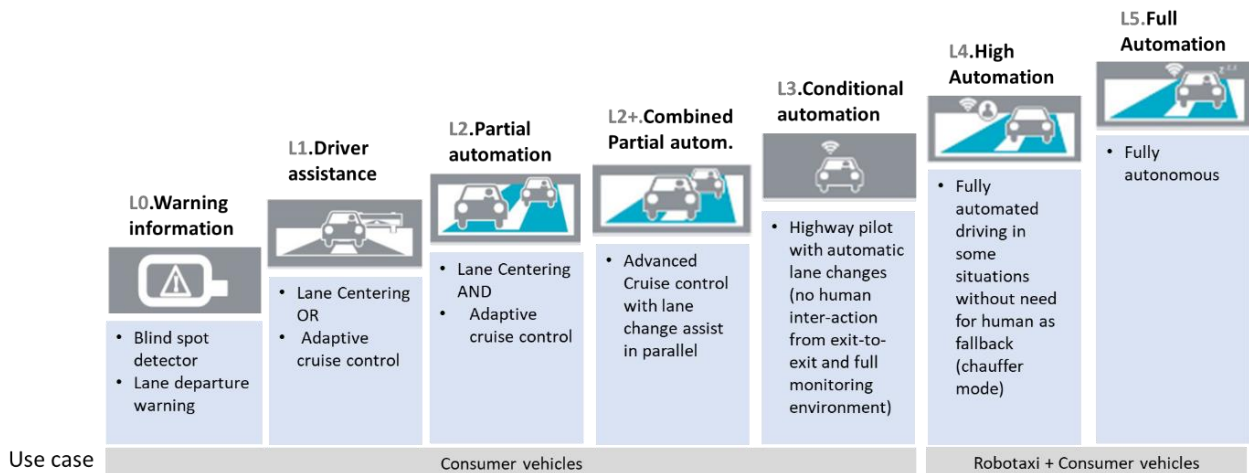 L0.Warning
information
• Blind spot
detector
• Lane departure
warning
L1.Driver
assistance
• Lane Centering
OR
• Adaptive
cruise control
L2.Partial
automation
• Lane Centering
AND
• Adaptive
cruise control
L2+.Combined
Partial autom.
• Advanced
Cruise control
with lane
change assist
in parallel
L3.Conditional
automation
• Highway pilot
with automatic
lane changes
(no human
inter-action
from exit-to-
exit and full
monitoring
environment)
L4.High
Automation
• Fully
automated
driving in
some
situations
without need
for human as
fallback
(chauffer
mode)
L5.Full
Automation
z z z
• Fully
autonomous
Use case
Consumer vehicles
Robotaxi + Consumer vehicles